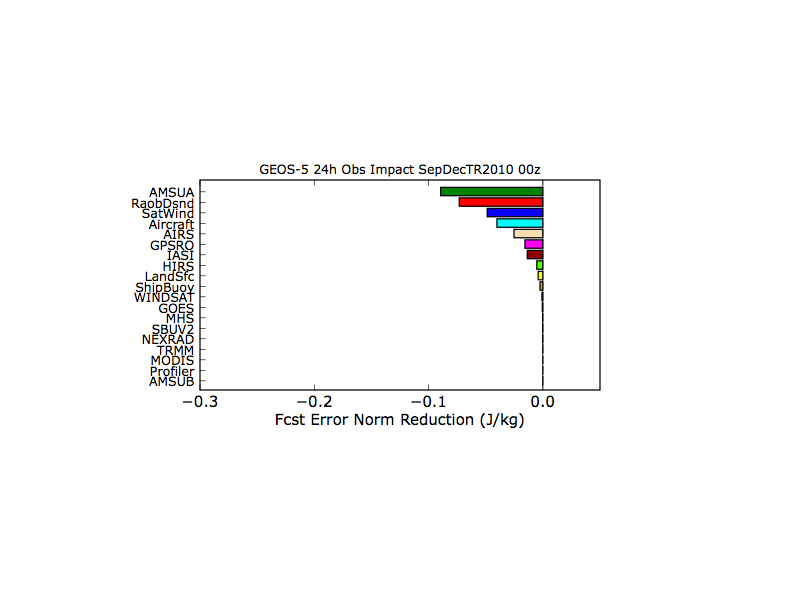 GEOS-5 24h Obs Impact SepDecTR2010 00z
AMSUA
RaobDsnd
SatWind
Aircraft
AIRS
GPSRO
IASI
HIRS
LandSfc
ShipBuoy
WINDSAT
GOES
MHS
SBUV2
NEXRAD
TRMM
MODIS
Profiler
AMSUB
−0.3 −0.2 −0.1 0.0
Fcst Error Norm Reduction (J/kg)